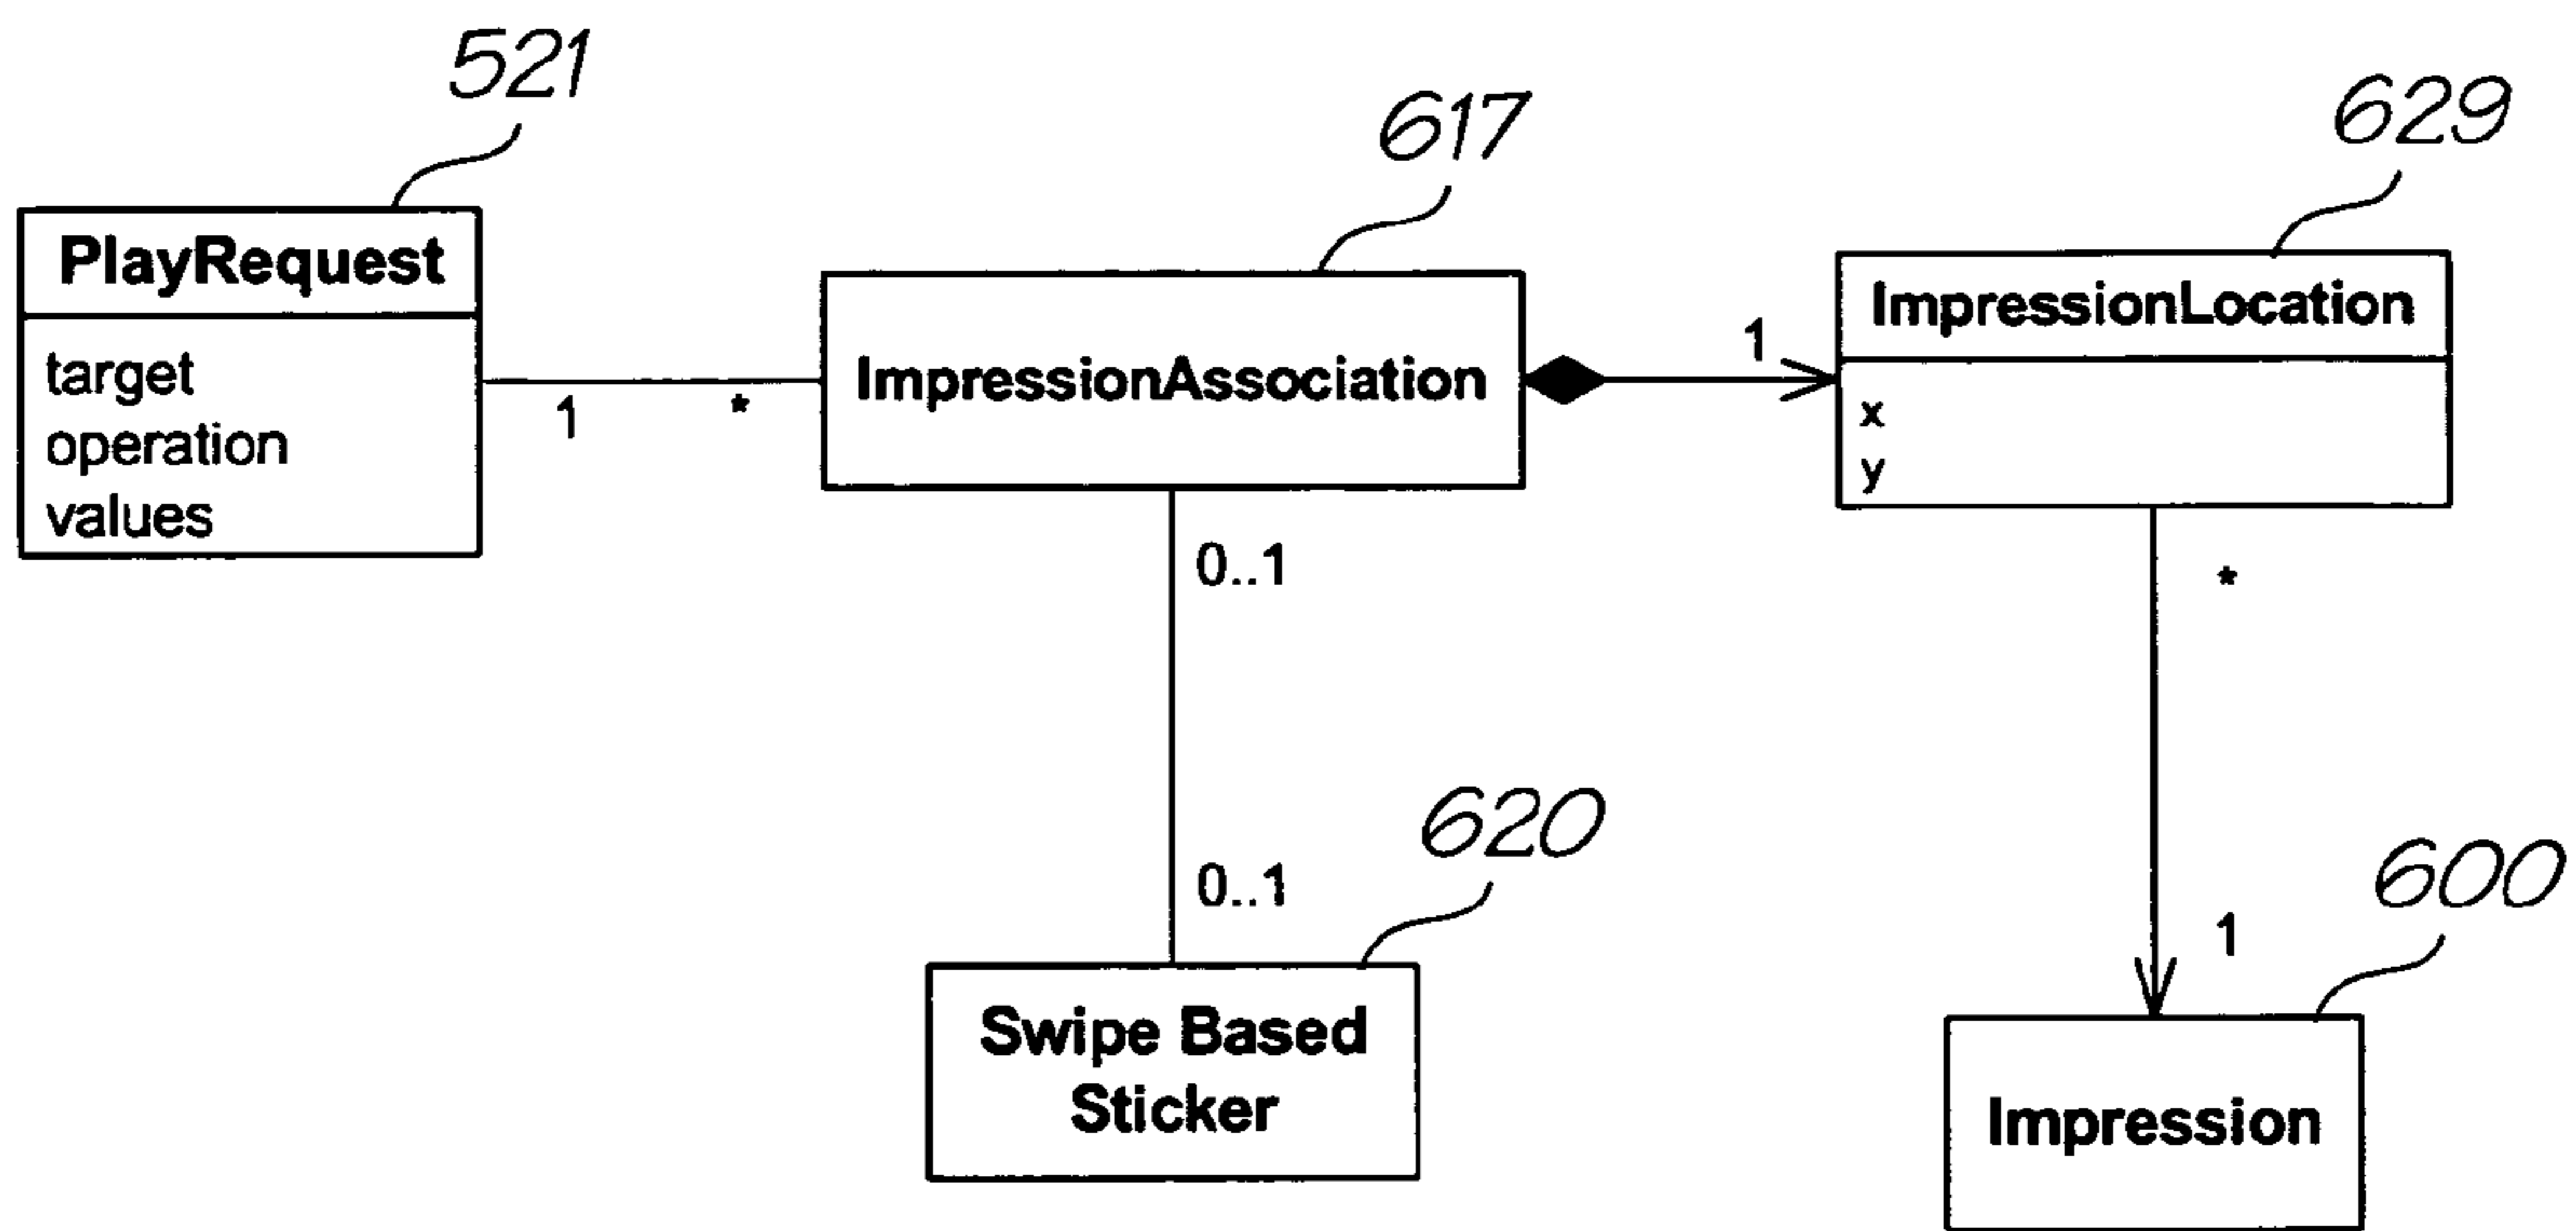 521
617
629
PlayRequest
target
operation
values
1
*
ImpressionAssociation
1
ImpressionLocation
x
y
0..1
*
0..1
620
1
600
Swipe Based
Sticker
Impression